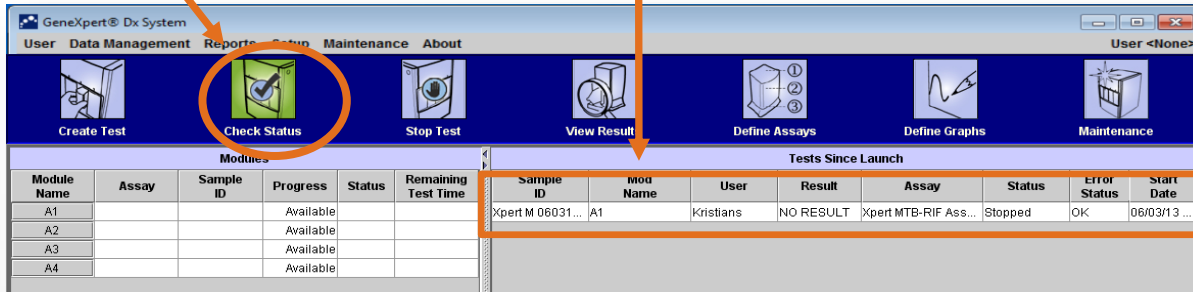 GeneXpert® Dx System
User Data Management Reports Setup Maintenance About User <None>
Create Test Check Status Stop Test View Result Define Assays Define Graphs Maintenance
Modules Tests Since Launch
Module Name Assay Sample ID Progress Status Remaining Test Time Sample ID Mod Name User Result Assay Status Error Status Start Date
A1 Available Xpert M 06031... A1 Kristians NO RESULT Xpert MTB-RIF Ass... Stopped OK 06/03/13 ...
A2 Available
A3 Available
A4 Available